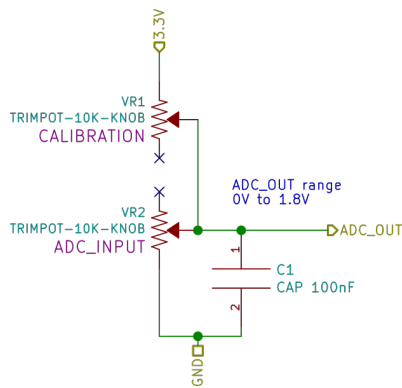 3.3V
VR1
TRIMPOT-10K-KNOB
CALIBRATION
ADC_OUT range
0V to 1.8V
VR2
TRIMPOT-10K-KNOB
ADC_INPUT
ADC_OUT
1
C1
CAP 100nF
2
GND